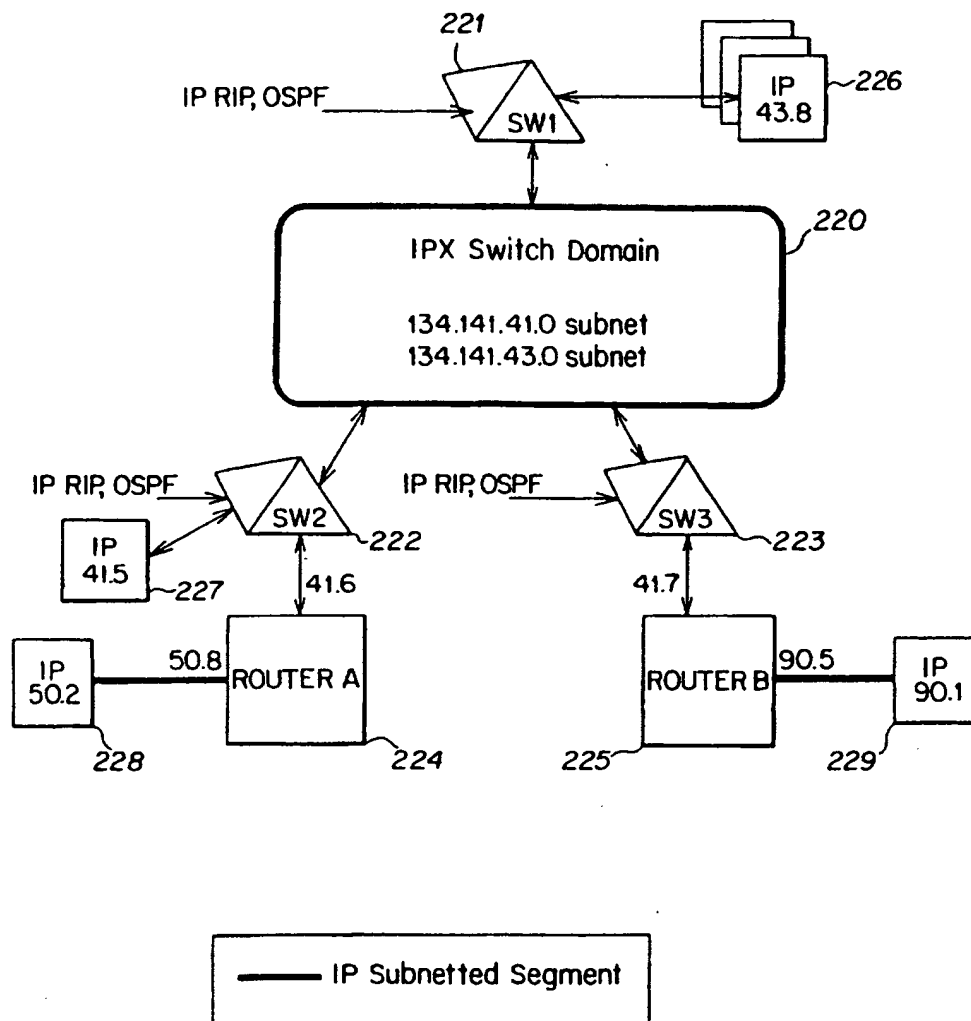 221
IP RIP, OSPF
SW1
IP
43.8
226
220
IPX Switch Domain
134.141.41.0 subnet
134.141.43.0 subnet
IP RIP, OSPF
SW2
222
IP
41.5
227
IP RIP, OSPF
SW3
223
41.6
41.7
IP
50.2
228
50.8
ROUTER A
224
ROUTER B
225
90.5
IP
90.1
229
IP Subnetted Segment